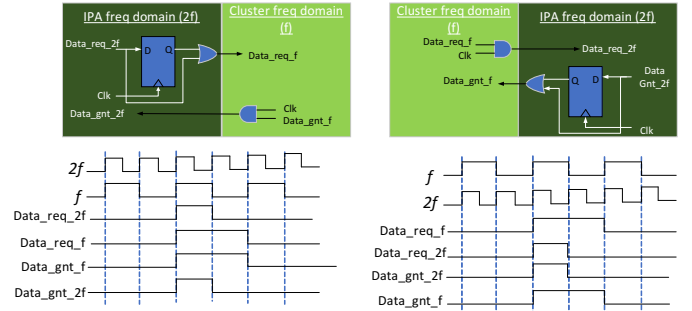 IPA freq domain (2f)
Cluster freq domain
(f)
Data_req_2f
D
Q
Data_req_f
Clk
Data_gnt_2f
Clk
Data_gnt_f
2f
f
Data_req_2f
Data_req_f
Data_gnt_f
Data_gnt_2f
Cluster freq domain
(f)
IPA freq domain (2f)
Data_req_f
Clk
Data_req_2f
Data_gnt_f
Q
D
Data
Gnt_2f
Clk
f
2f
Data_req_f
Data_req_2f
Data_gnt_2f
Data_gnt_f